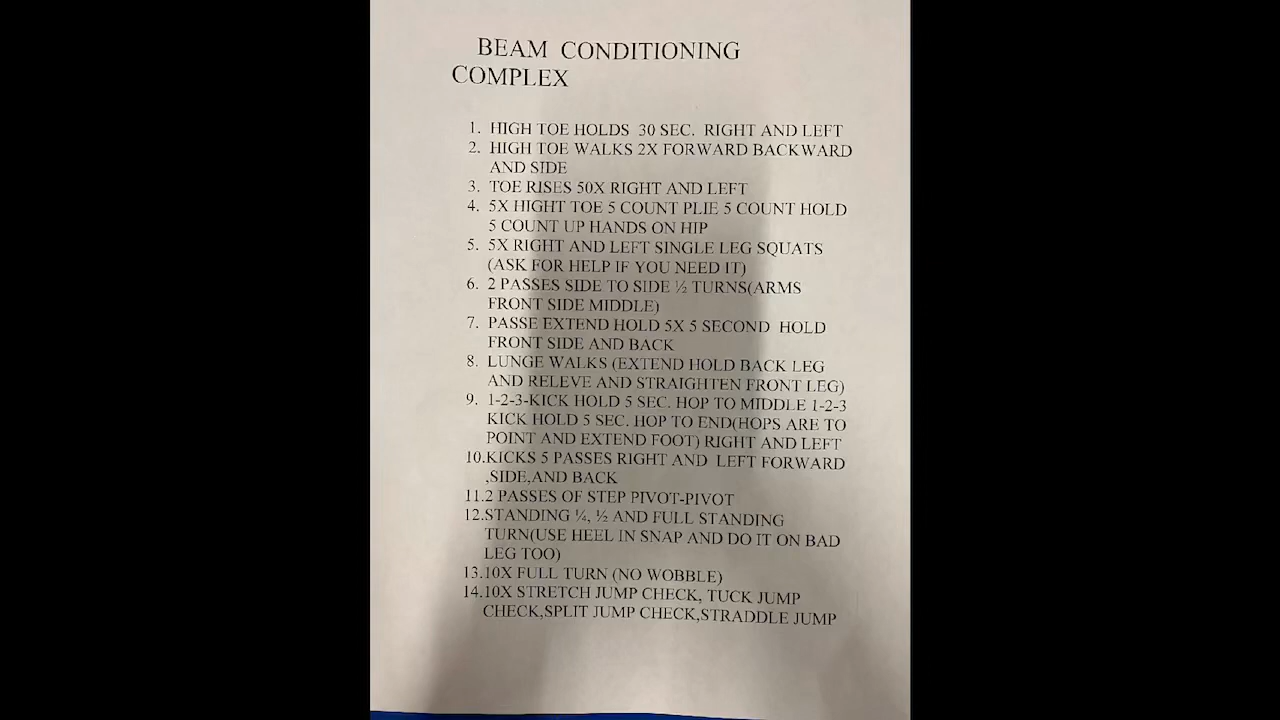 BEAM CONDITIONING
COMPLEX
1. HIGH TOE HOLDS 30 SEC. RIGHT AND LEFT
2. HIGH TOE WALKS 2X FORWARD BACKWARD
AND SIDE
3. TOE RISES 50X RIGHT AND LEFT
4. 5X HIGHT TOE 5 COUNT PLIE 5 COUNT HOLD
5 COUNT UP HANDS ON HIP
5. 5X RIGHT AND LEFT SINGLE LEG SQUATS
(ASK FOR HELP IF YOU NEED IT)
6. 2 PASSES SIDE TO SIDE ½ TURNS(ARMS
FRONT SIDE MIDDLE)
7. PASSE EXTEND HOLD 5X 5 SECOND HOLD
FRONT SIDE AND BACK
8. LUNGE WALKS (EXTEND HOLD BACK LEG
AND RELEVE AND STRAIGHTEN FRONT LEG)
9. 1-2-3-KICK HOLD 5 SEC. HOP TO MIDDLE 1-2-3
KICK HOLD 5 SEC. HOP TO END(HOPS ARE TO
POINT AND EXTEND FOOT) RIGHT AND LEFT
10.KICKS 5 PASSES RIGHT AND LEFT FORWARD
,SIDE,AND BACK
11.2 PASSES OF STEP PIVOT-PIVOT
12.STANDING ¼, ½ AND FULL STANDING
TURN(USE HEEL IN SNAP AND DO IT ON BAD
LEG TOO)
13.10X FULL TURN (NO WOBBLE)
14.10X STRETCH JUMP CHECK, TUCK JUMP
CHECK,SPLIT JUMP CHECK,STRADDLE JUMP